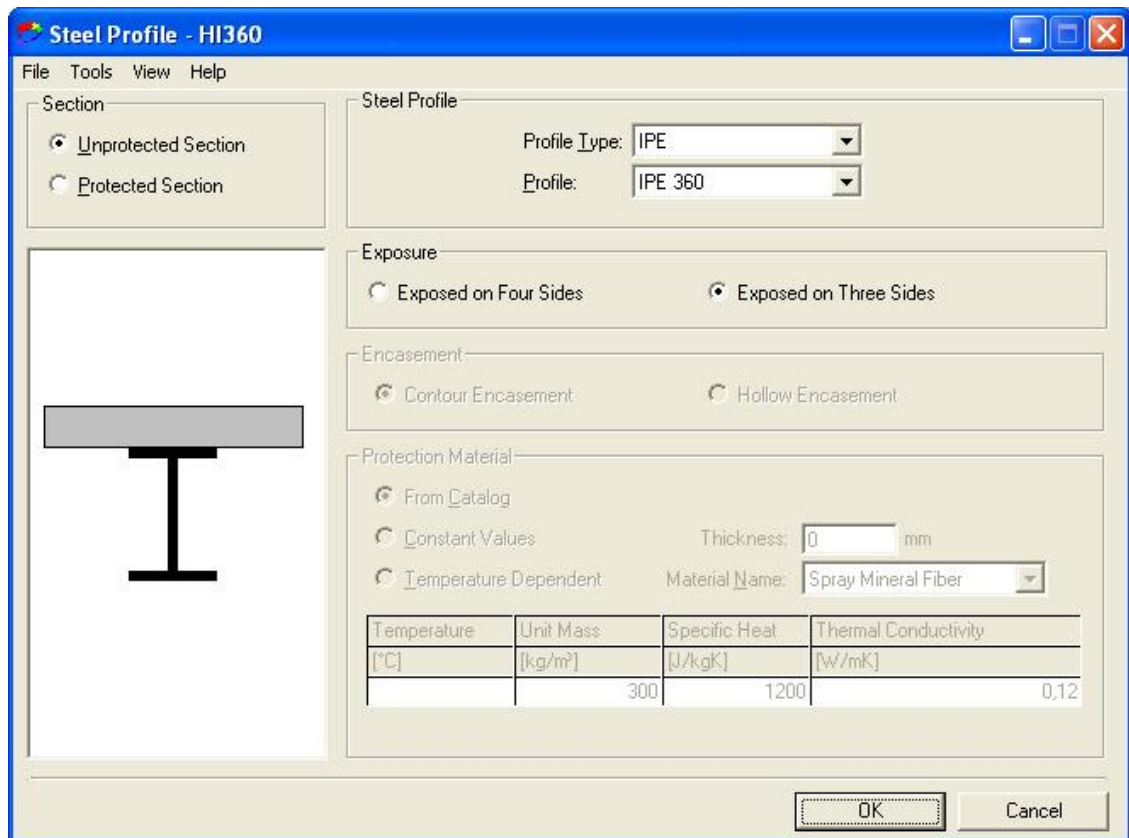 Steel Profile - HI360
File Tools View Help
Section
Unprotected Section
Protected Section
Steel Profile
Profile Type: IPE
Profile: IPE 360
Exposure
Exposed on Four Sides Exposed on Three Sides
Encasement
Contour Encasement Hollow Encasement
Protection Material
From Catalog
Constant Values Thickness: 0 mm
Temperature Dependent Material Name: Spray Mineral Fiber
Temperature Unit Mass Specific Heat Thermal Conductivity
[°C] [kg/m³] [J/kgK] [W/mK]
300 1200 0,12
OK Cancel